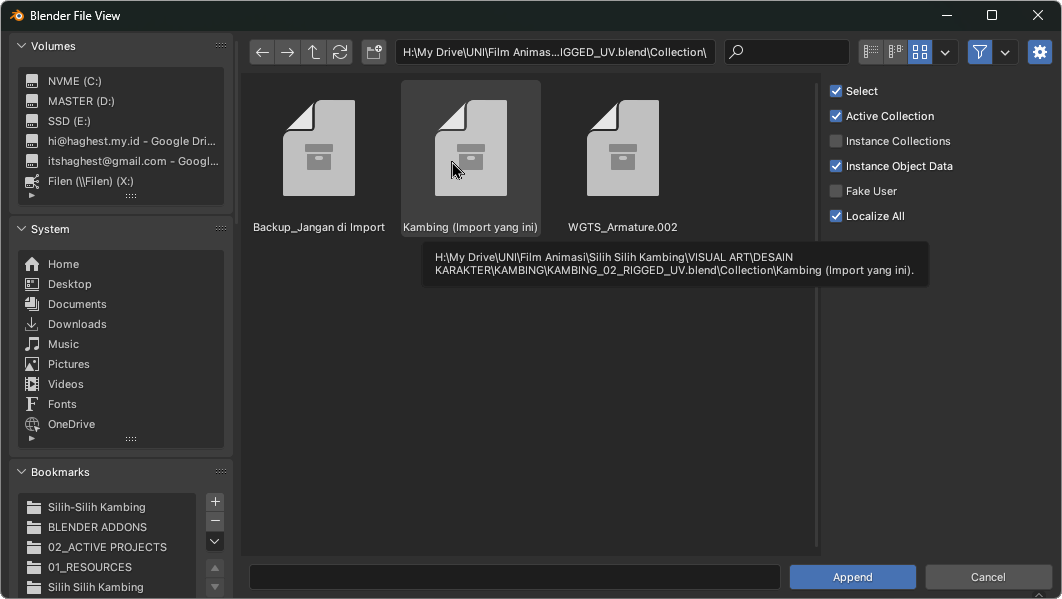 Blender File View
Volumes
NVME (C:)
MASTER (D:)
SSD (E:)
hi@haghest.my.id - Google Dri...
itshaghest@gmail.com - Googl...
Filen (\\Filen) (X:)
System
Home
Desktop
Documents
Downloads
Music
Pictures
Videos
Fonts
OneDrive
Bookmarks
Silih-Silih Kambing
BLENDER ADDONS
02_ACTIVE PROJECTS
01_RESOURCES
Silih Silih Kambing
H:\My Drive\UNI\Film Animas...IGGED_UV.blend\Collection\
Backup_Jangan di Import
Kambing (Import yang ini)
WGTS_Armature.002
H:\My Drive\UNI\Film Animasi\Silih Silih Kambing\VISUAL ART\DESAIN
KARAKTER\KAMBING\KAMBING_02_RIGGED_UV.blend\Collection\Kambing (Import yang ini).
Select
Active Collection
Instance Collections
Instance Object Data
Fake User
Localize All
Append
Cancel